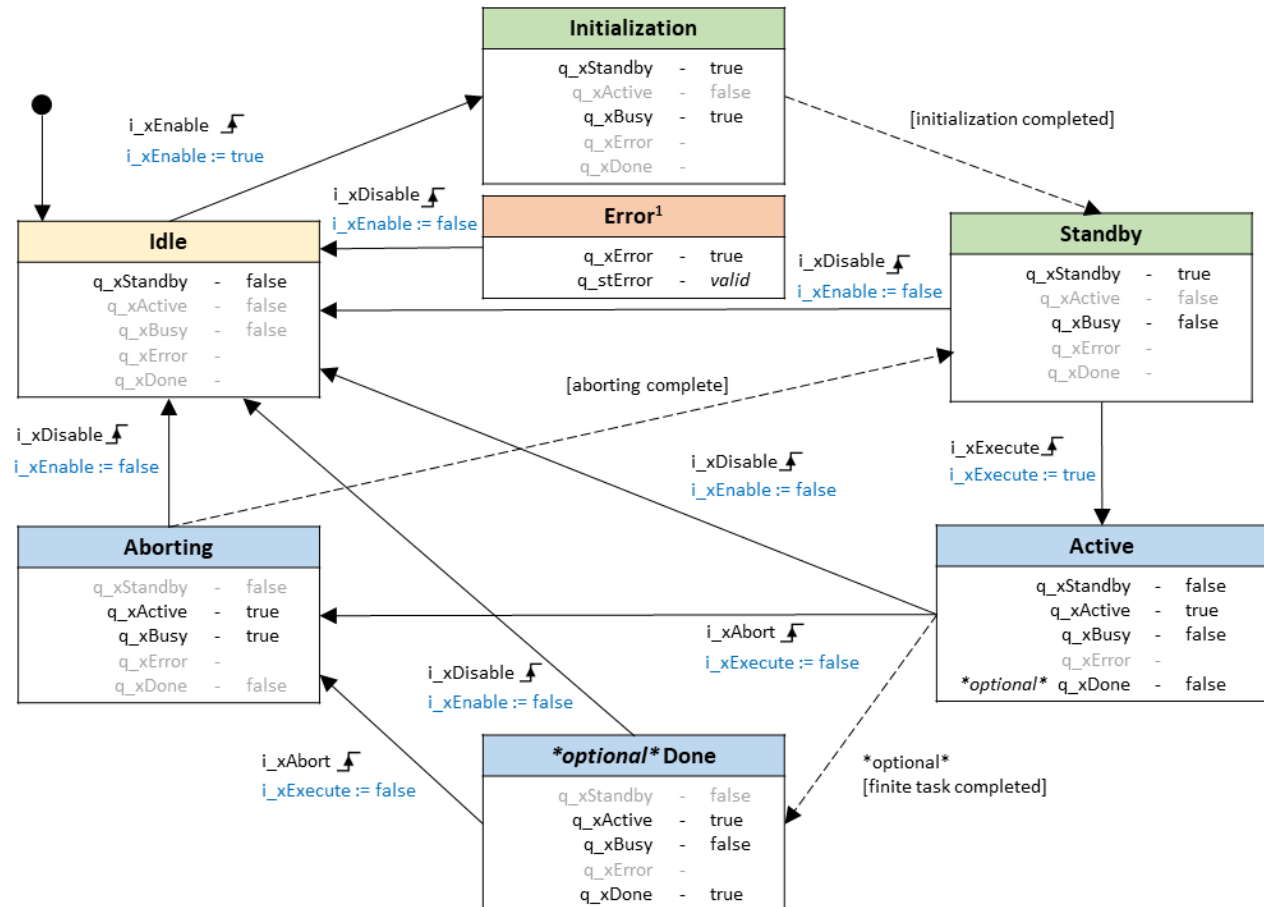 Initialization
q_xStandby - true
q_xActive - false
q_xBusy - true
q_xError -
q_xDone -
i_xEnable
i_xEnable := true
[initialization completed]
i_xDisable
i_xEnable := false
Error¹
q_xError - true
q_stError - valid
Idle
q_xStandby - false
q_xActive - false
q_xBusy - false
q_xError -
q_xDone -
Standby
q_xStandby - true
q_xActive - false
q_xBusy - false
q_xError -
q_xDone -
i_xDisable
i_xEnable := false
[aborting complete]
i_xDisable
i_xEnable := false
i_xDisable
i_xEnable := false
i_xExecute
i_xExecute := true
Aborting
q_xStandby - false
q_xActive - true
q_xBusy - true
q_xError -
q_xDone - false
Active
q_xStandby - false
q_xActive - true
q_xBusy - false
q_xError -
*optional* q_xDone - false
i_xAbort
i_xExecute := false
i_xDisable
i_xEnable := false
i_xAbort
i_xExecute := false
*optional* Done
q_xStandby - false
q_xActive - true
q_xBusy - false
q_xError -
q_xDone - true
*optional*
[finite task completed]